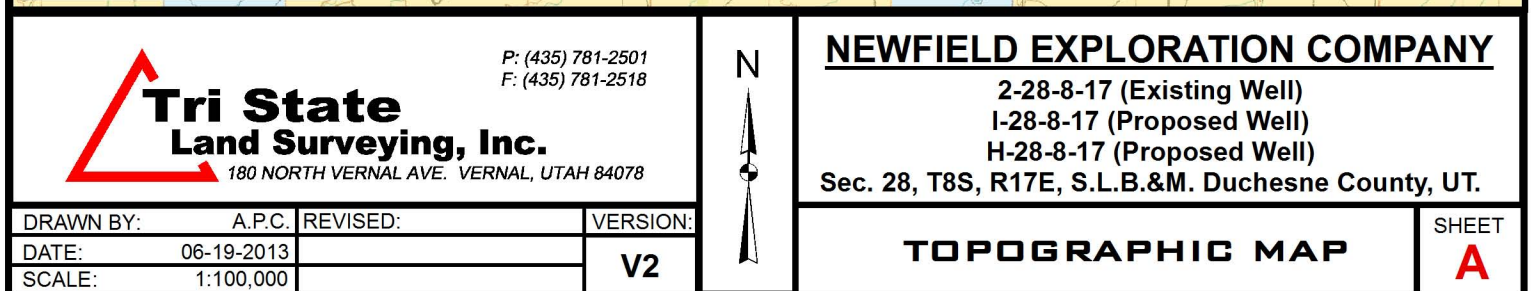 P: (435) 781-2501
F: (435) 781-2518
Tri State
Land Surveying, Inc.
180 NORTH VERNAL AVE. VERNAL, UTAH 84078
DRAWN BY: A.P.C. REVISED: VERSION:
DATE: 06-19-2013
V2
SCALE: 1:100,000
N
NEWFIELD EXPLORATION COMPANY
2-28-8-17 (Existing Well)
I-28-8-17 (Proposed Well)
H-28-8-17 (Proposed Well)
Sec. 28, T8S, R17E, S.L.B.&M. Duchesne County, UT.
TOPOGRAPHIC MAP
SHEET
A